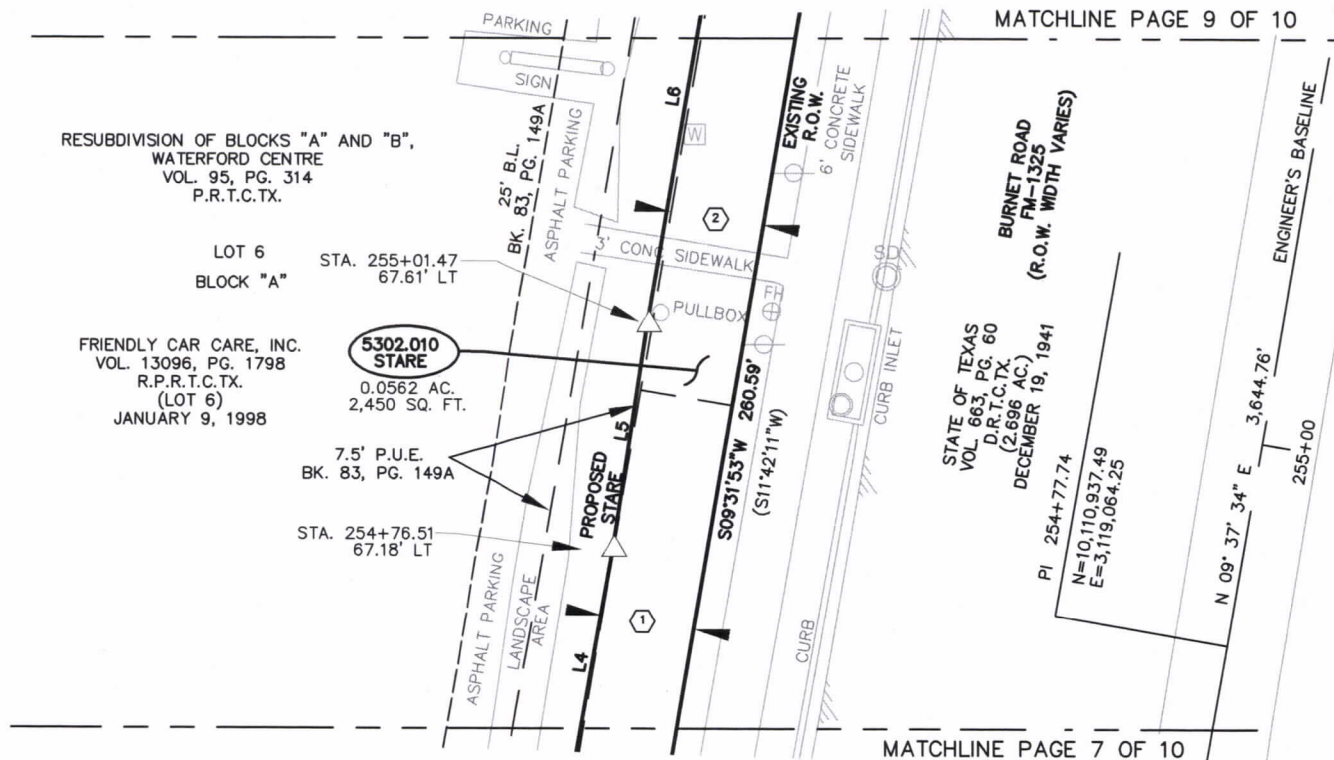 MATCHLINE PAGE 9 OF 10
PARKING
SIGN
L6
W
EXISTING
R.O.W.
6' CONCRETE
SIDEWALK
RESUBDIVISION OF BLOCKS "A" AND "B",
WATERFORD CENTRE
VOL. 95, PG. 314
P.R.T.C.TX.
25' B.L.
BK. 83, PG. 149A
ASPHALT PARKING
2
3' CONC SIDEWALK
LOT 6
BLOCK "A"
STA. 255+01.47
67.61' LT
PULLBOX
FH
SD
CURB INLET
FRIENDLY CAR CARE, INC.
VOL. 13096, PG. 1798
R.P.R.T.C.TX.
(LOT 6)
JANUARY 9, 1998
5302.010
STARE
0.0562 AC.
2,450 SQ. FT.
7.5' P.U.E.
BK. 83, PG. 149A
L5
PROPOSED
STARE
S09°31'53"W 260.59'
(S11°42'11"W)
STA. 254+76.51
67.18' LT
ASPHALT PARKING
LANDSCAPE
AREA
L4
1
CURB
BURNET ROAD
FM-1325
(R.O.W. WIDTH VARIES)
STATE OF TEXAS
VOL. 663, PG. 60
D.R.T.C.TX.
(2.696 AC.)
DECEMBER 19, 1941
PI 254+77.74
N=10,110,937.49
E=3,119,064.25
N 09° 37' 34" E 3,644.76'
ENGINEER'S BASELINE
255+00
MATCHLINE PAGE 7 OF 10